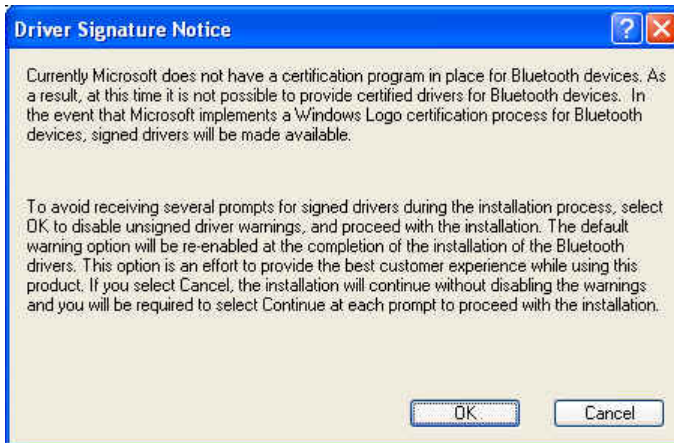 Driver Signature Notice
Currently Microsoft does not have a certification program in place for Bluetooth devices. As
a result, at this time it is not possible to provide certified drivers for Bluetooth devices.  In
the event that Microsoft implements a Windows Logo certification process for Bluetooth
devices, signed drivers will be made available.
To avoid receiving several prompts for signed drivers during the installation process, select
OK to disable unsigned driver warnings, and proceed with the installation. The default
warning option will be re-enabled at the completion of the installation of the Bluetooth
drivers. This option is an effort to provide the best customer experience while using this
product. If you select Cancel, the installation will continue without disabling the warnings
and you will be required to select Continue at each prompt to proceed with the installation.
OK
Cancel